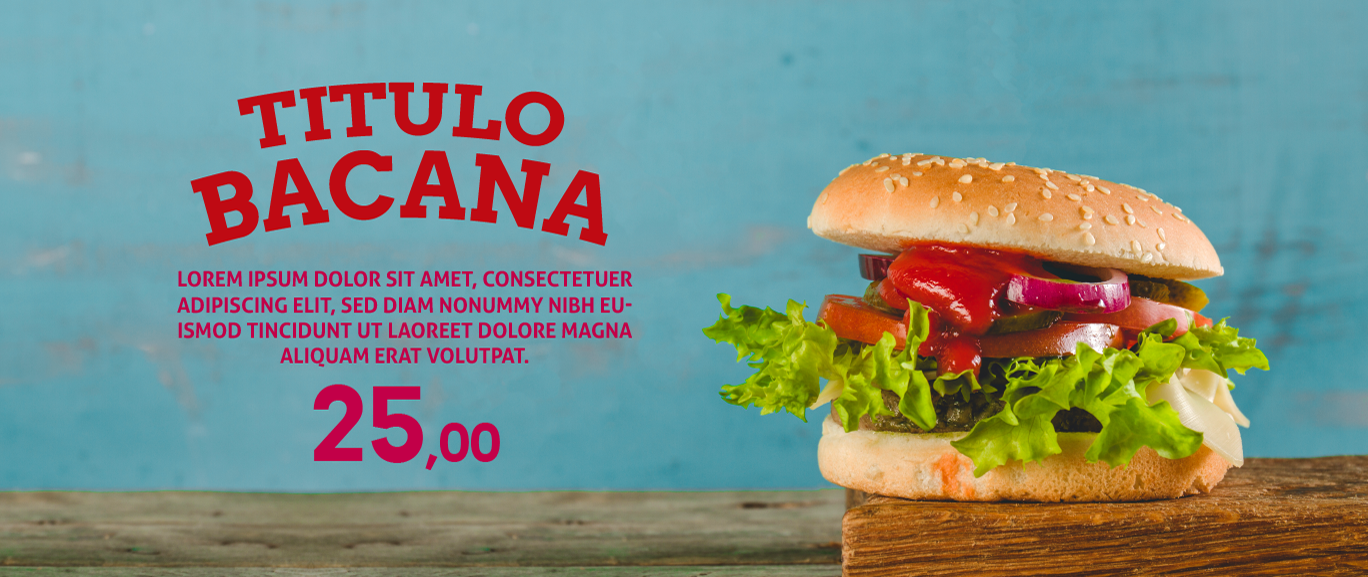 TITULO
BACANA
LOREM IPSUM DOLOR SIT AMET, CONSECTETUER
ADIPISCING ELIT, SED DIAM NONUMMY NIBH EU-
ISMOD TINCIDUNT UT LAOREET DOLORE MAGNA
ALIQUAM ERAT VOLUTPAT.
25,00